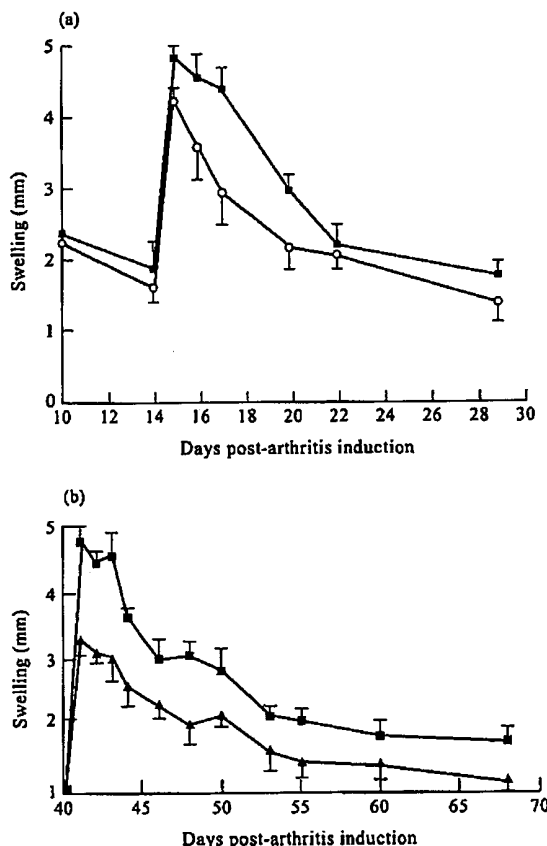 (a)
5
4
3
2
1
0
Swelling (mm)
10 12 14 16 18 20 22 24 26 28 30
Days post-arthritis induction
(b)
5
4
3
2
1
Swelling (mm)
40 45 50 55 60 65 70
Days post-arthritis induction